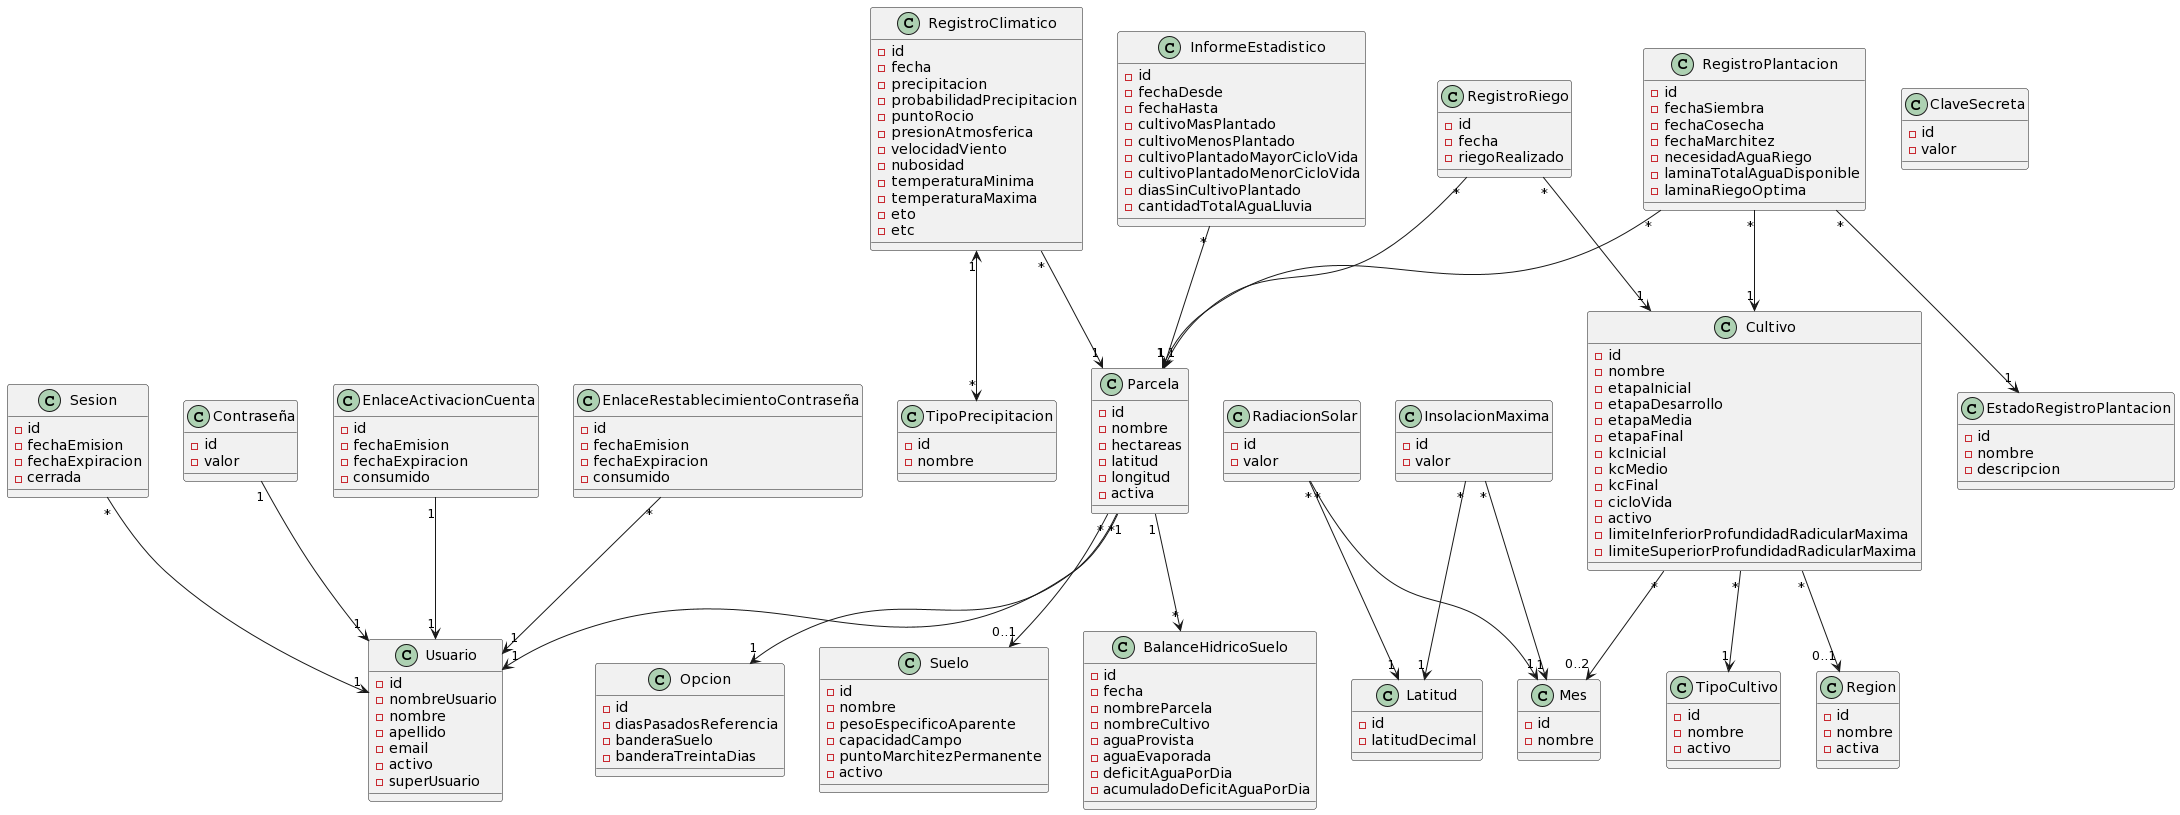 RegistroClimatico
id
fecha
precipitacion
probabilidadPrecipitacion
puntoRocio
presionAtmosferica
velocidadViento
nubosidad
temperaturaMinima
temperaturaMaxima
eto
etc
InformeEstadistico
id
fechaDesde
fechaHasta
cultivoMasPlantado
cultivoMenosPlantado
cultivoPlantadoMayorCicloVida
cultivoPlantadoMenorCicloVida
diasSinCultivoPlantado
cantidadTotalAguaLluvia
RegistroRiego
id
fecha
riegoRealizado
RegistroPlantacion
id
fechaSiembra
fechaCosecha
fechaMarchitez
necesidadAguaRiego
laminaTotalAguaDisponible
laminaRiegoOptima
ClaveSecreta
id
valor
1
*
*
*
*
*
*
*
*
1
1
1
1
1
1
1
Sesion
id
fechaEmision
fechaExpiracion
cerrada
Contraseña
id
valor
EnlaceActivacionCuenta
id
fechaEmision
fechaExpiracion
consumido
EnlaceRestablecimientoContraseña
id
fechaEmision
fechaExpiracion
consumido
TipoPrecipitacion
id
nombre
Parcela
id
nombre
hectareas
latitud
longitud
activa
RadiacionSolar
id
valor
InsolacionMaxima
id
valor
Cultivo
id
nombre
etapaInicial
etapaDesarrollo
etapaMedia
etapaFinal
kcInicial
kcMedio
kcFinal
cicloVida
activo
limiteInferiorProfundidadRadicularMaxima
limiteSuperiorProfundidadRadicularMaxima
EstadoRegistroPlantacion
id
nombre
descripcion
*
1
1
*
*
*
1
1
*
*
*
*
*
*
*
1
1
1
1
1
1
0..1
*
1
1
1
1
0..2
1
0..1
Usuario
id
nombreUsuario
nombre
apellido
email
activo
superUsuario
Opcion
id
diasPasadosReferencia
banderaSuelo
banderaTreintaDias
Suelo
id
nombre
pesoEspecificoAparente
capacidadCampo
puntoMarchitezPermanente
activo
BalanceHidricoSuelo
id
fecha
nombreParcela
nombreCultivo
aguaProvista
aguaEvaporada
deficitAguaPorDia
acumuladoDeficitAguaPorDia
Latitud
id
latitudDecimal
Mes
id
nombre
TipoCultivo
id
nombre
activo
Region
id
nombre
activa